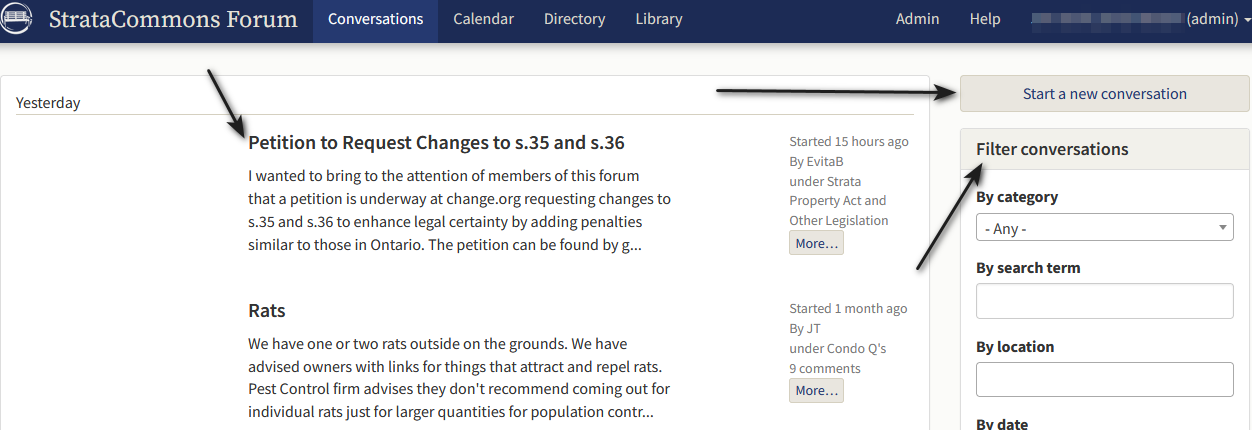 StrataCommons Forum Conversations Calendar Directory Library Admin Help (admin)
Yesterday
Petition to Request Changes to s.35 and s.36
I wanted to bring to the attention of members of this forum
that a petition is underway at change.org requesting changes to
s.35 and s.36 to enhance legal certainty by adding penalties
similar to those in Ontario. The petition can be found by g...
Started 15 hours ago
By EvitaB
under Strata
Property Act and
Other Legislation
More...
Rats
We have one or two rats outside on the grounds. We have
advised owners with links for things that attract and repel rats.
Pest Control firm advises they don't recommend coming out for
individual rats just for larger quantities for population contr...
Started 1 month ago
By JT
under Condo Q's
9 comments
More...
Start a new conversation
Filter conversations
By category
- Any -
By search term
By location
By date